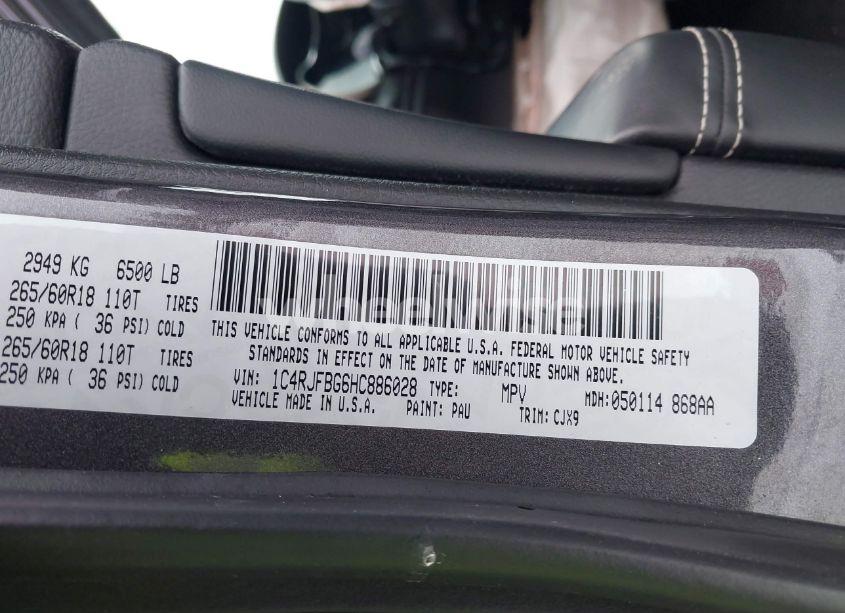 2949 KG 6500 LB
265/60R18 110T TIRES
250 KPA ( 36 PSI) COLD
265/60R18 110T TIRES
250 KPA ( 36 PSI) COLD
THIS VEHICLE CONFORMS TO ALL APPLICABLE U.S.A. FEDERAL MOTOR VEHICLE SAFETY
STANDARDS IN EFFECT ON THE DATE OF MANUFACTURE SHOWN ABOVE.
VIN: 1C4RJFBG6HC886028 TYPE: MPV MDH:050114 868AA
VEHICLE MADE IN U.S.A. PAINT: PAU TRIM: CJX9